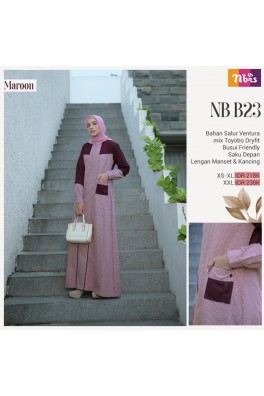 Maroon
Nbrs
NB B23
Bahan Salur Ventura
mix Toyobo Dryfit
Busui Friendly
Saku Depan
Lengan Manset & Kancing
XS-XL IDR 218K
XXL IDR 230K